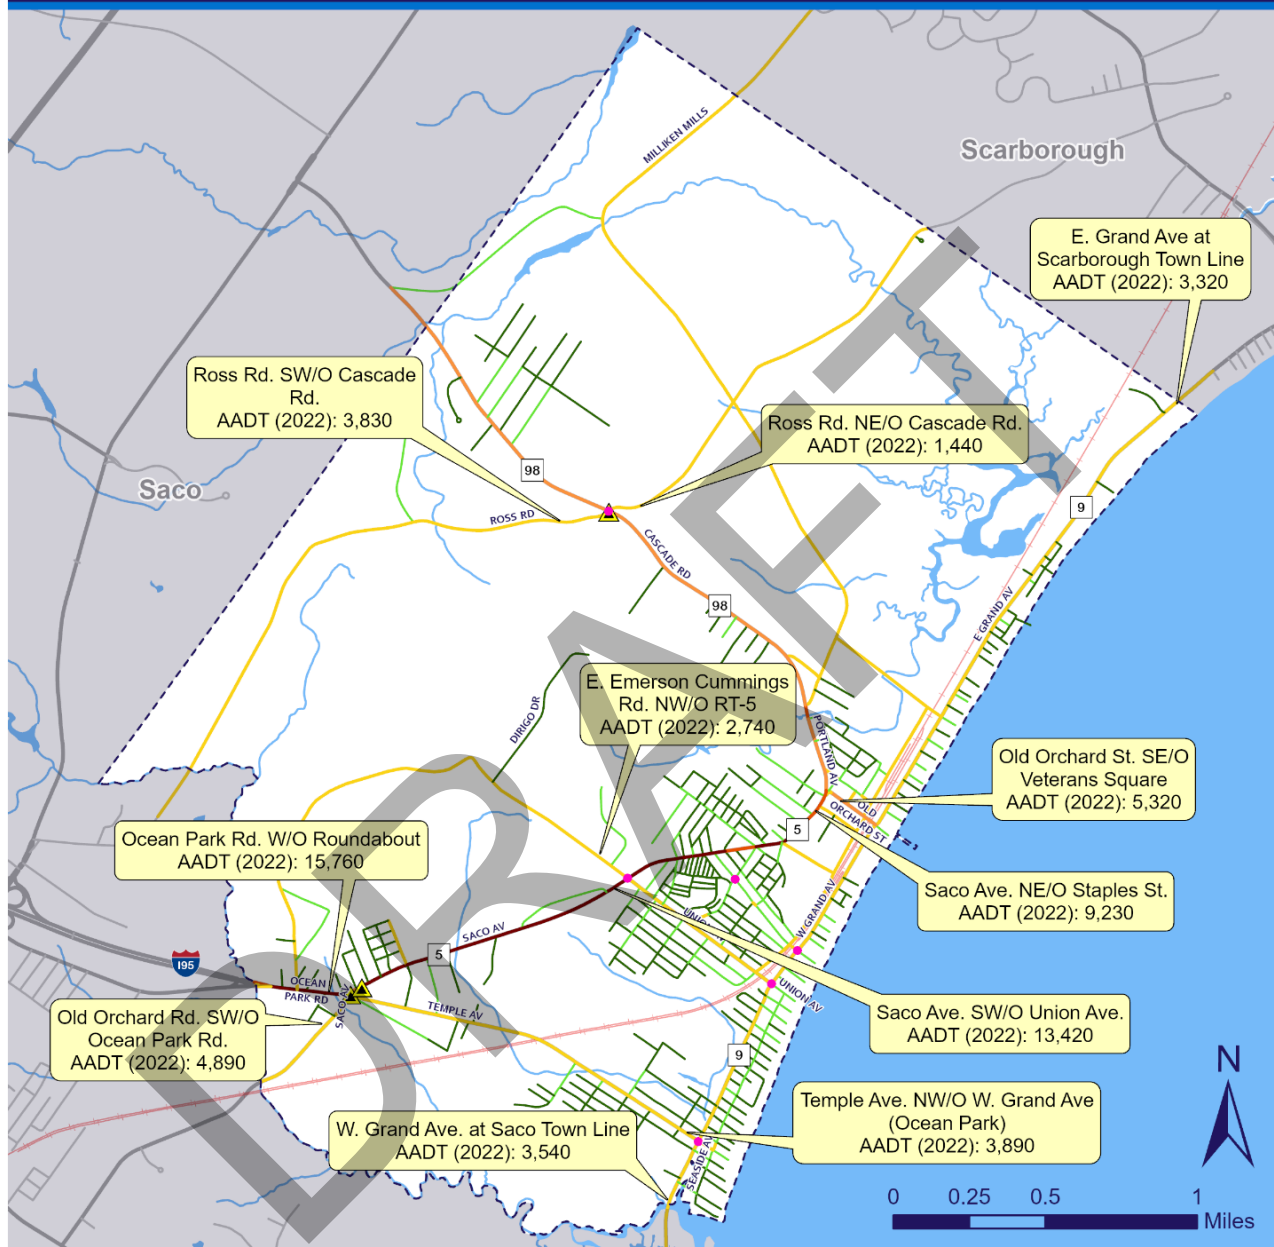 MILLIKEN MILLS
Scarborough
E. Grand Ave at
Scarborough Town Line
AADT (2022): 3,320
Ross Rd. SW/O Cascade
Rd.
AADT (2022): 3,830
Ross Rd. NE/O Cascade Rd.
AADT (2022): 1,440
98
Saco
9
ROSS RD
CASCADE RD
98
E GRAND AV
E. Emerson Cummings
Rd. NW/O RT-5
AADT (2022): 2,740
DIRIGO DR
PORTLAND AV
Old Orchard St. SE/O
Veterans Square
AADT (2022): 5,320
OLD
ORCHARD ST
5
Ocean Park Rd. W/O Roundabout
AADT (2022): 15,760
Saco Ave. NE/O Staples St.
AADT (2022): 9,230
W GRAND AV
SACO AV
5
I95
OCEAN
PARK RD
SACO AV
UNION AV
TEMPLE AV
Old Orchard Rd. SW/O
Ocean Park Rd.
AADT (2022): 4,890
Saco Ave. SW/O Union Ave.
AADT (2022): 13,420
9
N
Temple Ave. NW/O W. Grand Ave
(Ocean Park)
AADT (2022): 3,890
W. Grand Ave. at Saco Town Line
AADT (2022): 3,540
SEASIDE AV
0 0.25 0.5 1
Miles
DRAFT